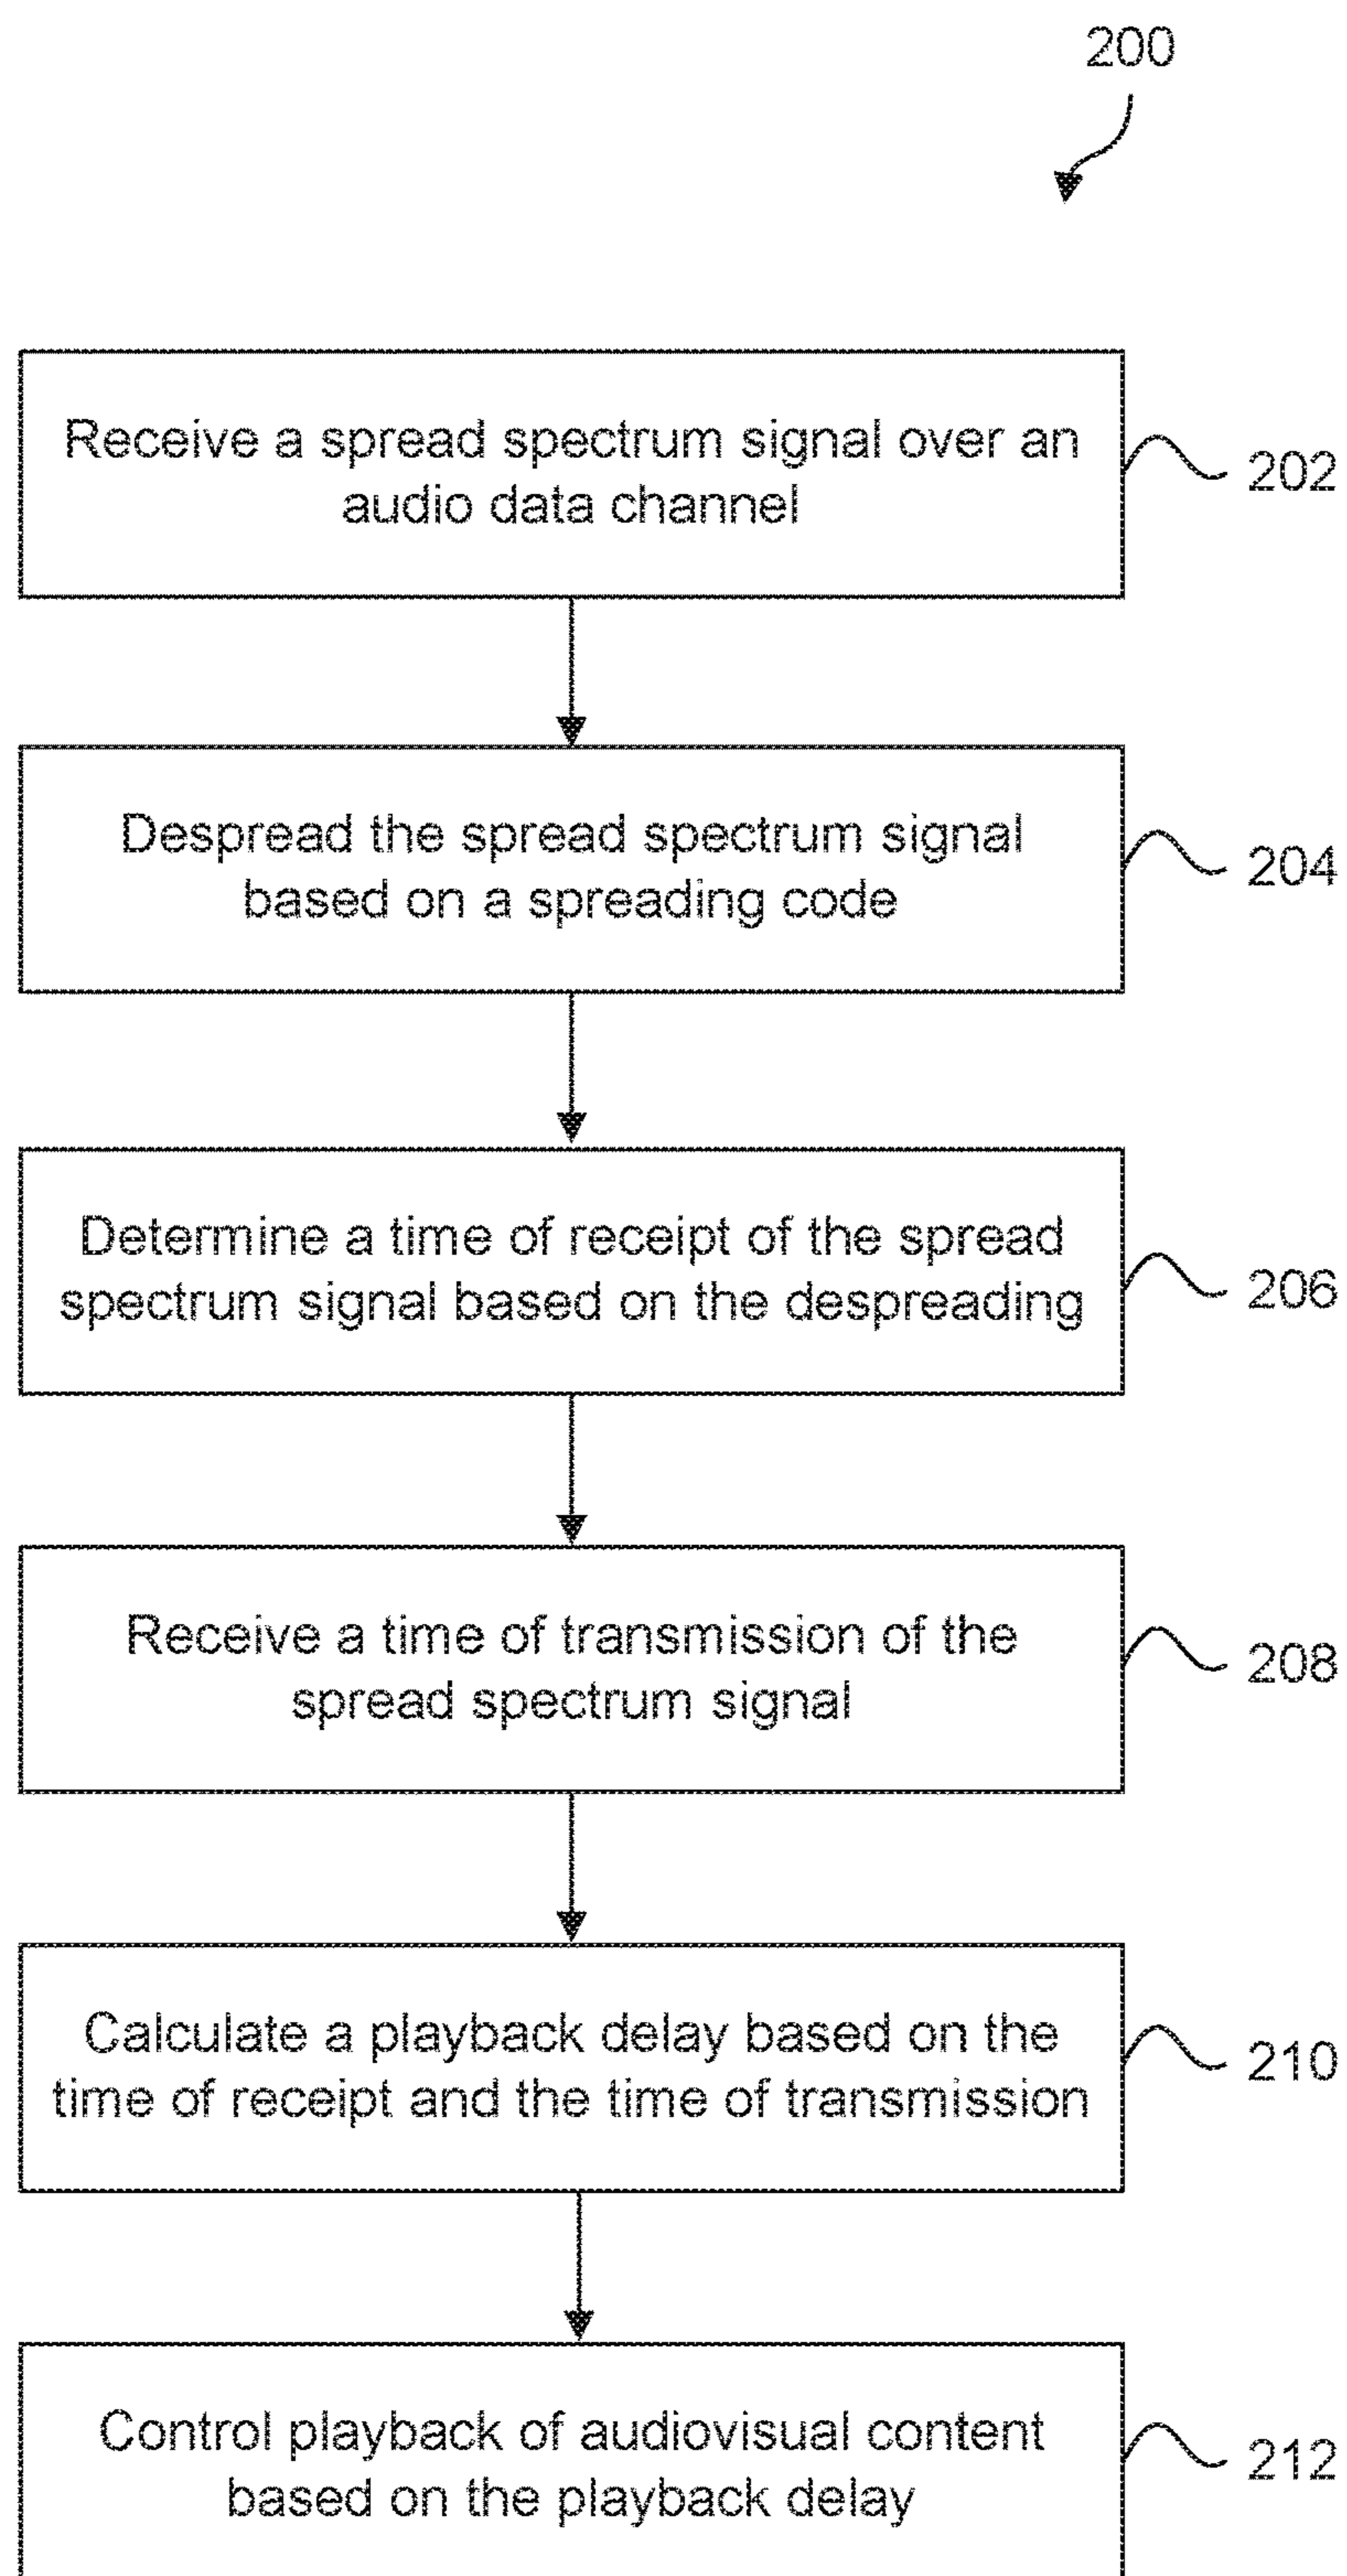 200
Receive a spread spectrum signal over an
audio data channel
202
Despread the spread spectrum signal
based on a spreading code
204
Determine a time of receipt of the spread
spectrum signal based on the despreading
206
Receive a time of transmission of the
spread spectrum signal
208
Calculate a playback delay based on the
time of receipt and the time of transmission
210
Control playback of audiovisual content
based on the playback delay
212